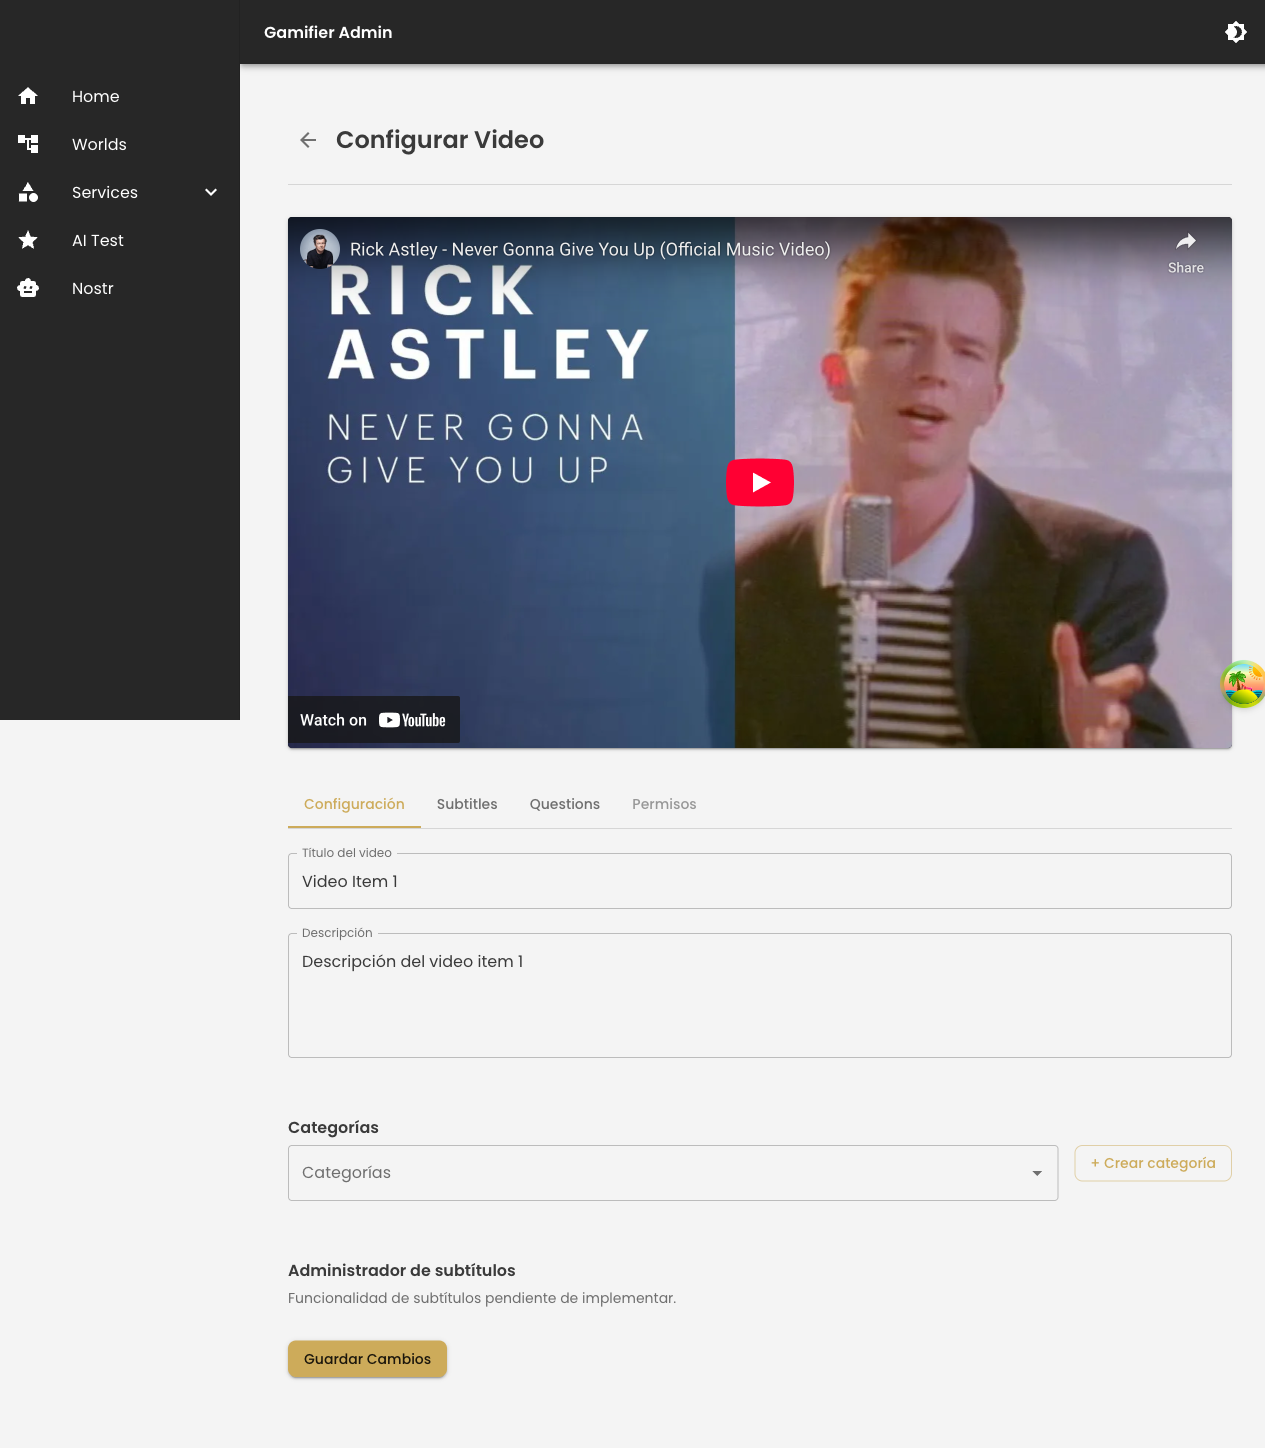 Gamifier Admin
Home
Worlds
Services
AI Test
Nostr
Configurar Video
Rick Astley - Never Gonna Give You Up (Official Music Video)
Share
RICK
ASTLEY
NEVER GONNA
GIVE YOU UP
Watch on YouTube
Configuración Subtitles Questions Permisos
Título del video
Video Item 1
Descripción
Descripción del video item 1
Categorías
Categorías
+ Crear categoría
Administrador de subtítulos
Funcionalidad de subtítulos pendiente de implementar.
Guardar Cambios